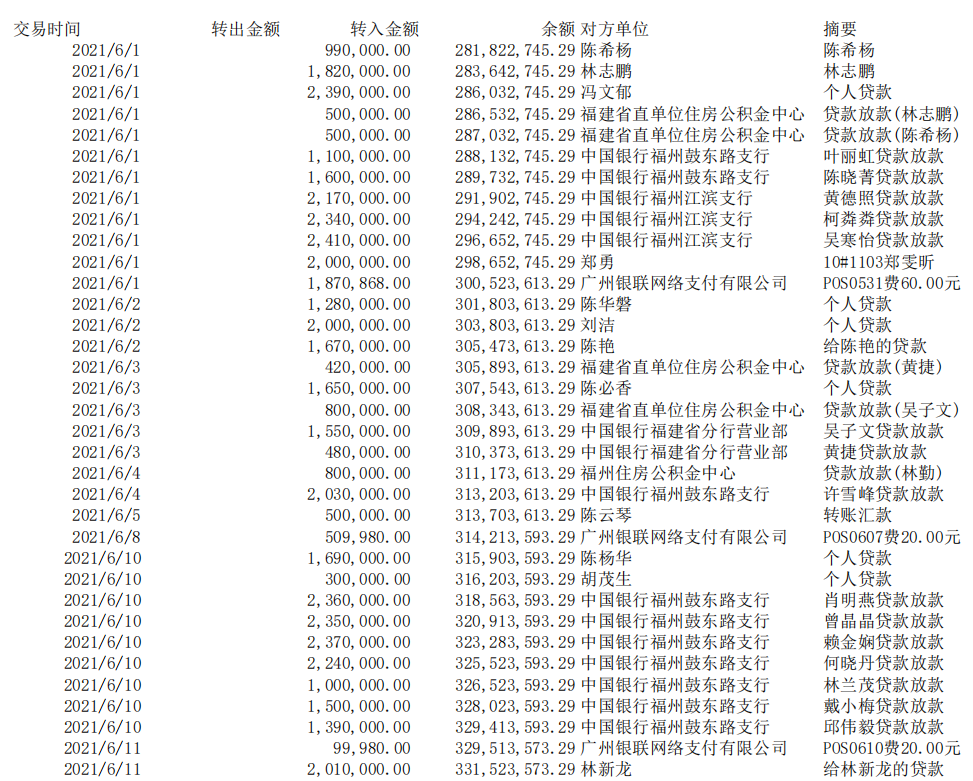 交易时间 转出金额 转入金额 余额 对方单位 摘要
2021/6/1 990,000.00 281,822,745.29 陈希杨 陈希杨
2021/6/1 1,820,000.00 283,642,745.29 林志鹏 林志鹏
2021/6/1 2,390,000.00 286,032,745.29 冯文郁 个人贷款
2021/6/1 500,000.00 286,532,745.29 福建省直单位住房公积金中心 贷款放款(林志鹏)
2021/6/1 500,000.00 287,032,745.29 福建省直单位住房公积金中心 贷款放款(陈希杨)
2021/6/1 1,100,000.00 288,132,745.29 中国银行福州鼓东路支行 叶丽虹贷款放款
2021/6/1 1,600,000.00 289,732,745.29 中国银行福州鼓东路支行 陈晓菁贷款放款
2021/6/1 2,170,000.00 291,902,745.29 中国银行福州江滨支行 黄德照贷款放款
2021/6/1 2,340,000.00 294,242,745.29 中国银行福州江滨支行 柯粦粦贷款放款
2021/6/1 2,410,000.00 296,652,745.29 中国银行福州江滨支行 吴寒怡贷款放款
2021/6/1 2,000,000.00 298,652,745.29 郑勇 10#1103郑雯昕
2021/6/1 1,870,868.00 300,523,613.29 广州银联网络支付有限公司 POS0531费60.00元
2021/6/2 1,280,000.00 301,803,613.29 陈华磐 个人贷款
2021/6/2 2,000,000.00 303,803,613.29 刘洁 个人贷款
2021/6/2 1,670,000.00 305,473,613.29 陈艳 给陈艳的贷款
2021/6/3 420,000.00 305,893,613.29 福建省直单位住房公积金中心 贷款放款(黄捷)
2021/6/3 1,650,000.00 307,543,613.29 陈必香 个人贷款
2021/6/3 800,000.00 308,343,613.29 福建省直单位住房公积金中心 贷款放款(吴子文)
2021/6/3 1,550,000.00 309,893,613.29 中国银行福建省分行营业部 吴子文贷款放款
2021/6/3 480,000.00 310,373,613.29 中国银行福建省分行营业部 黄捷贷款放款
2021/6/4 800,000.00 311,173,613.29 福州住房公积金中心 贷款放款(林勤)
2021/6/4 2,030,000.00 313,203,613.29 中国银行福州鼓东路支行 许雪峰贷款放款
2021/6/5 500,000.00 313,703,613.29 陈云琴 转账汇款
2021/6/8 509,980.00 314,213,593.29 广州银联网络支付有限公司 POS0607费20.00元
2021/6/10 1,690,000.00 315,903,593.29 陈杨华 个人贷款
2021/6/10 300,000.00 316,203,593.29 胡茂生 个人贷款
2021/6/10 2,360,000.00 318,563,593.29 中国银行福州鼓东路支行 肖明燕贷款放款
2021/6/10 2,350,000.00 320,913,593.29 中国银行福州鼓东路支行 曾晶晶贷款放款
2021/6/10 2,370,000.00 323,283,593.29 中国银行福州鼓东路支行 赖金娴贷款放款
2021/6/10 2,240,000.00 325,523,593.29 中国银行福州鼓东路支行 何晓丹贷款放款
2021/6/10 1,000,000.00 326,523,593.29 中国银行福州鼓东路支行 林兰茂贷款放款
2021/6/10 1,500,000.00 328,023,593.29 中国银行福州鼓东路支行 戴小梅贷款放款
2021/6/10 1,390,000.00 329,413,593.29 中国银行福州鼓东路支行 邱伟毅贷款放款
2021/6/11 99,980.00 329,513,573.29 广州银联网络支付有限公司 POS0610费20.00元
2021/6/11 2,010,000.00 331,523,573.29 林新龙 给林新龙的贷款